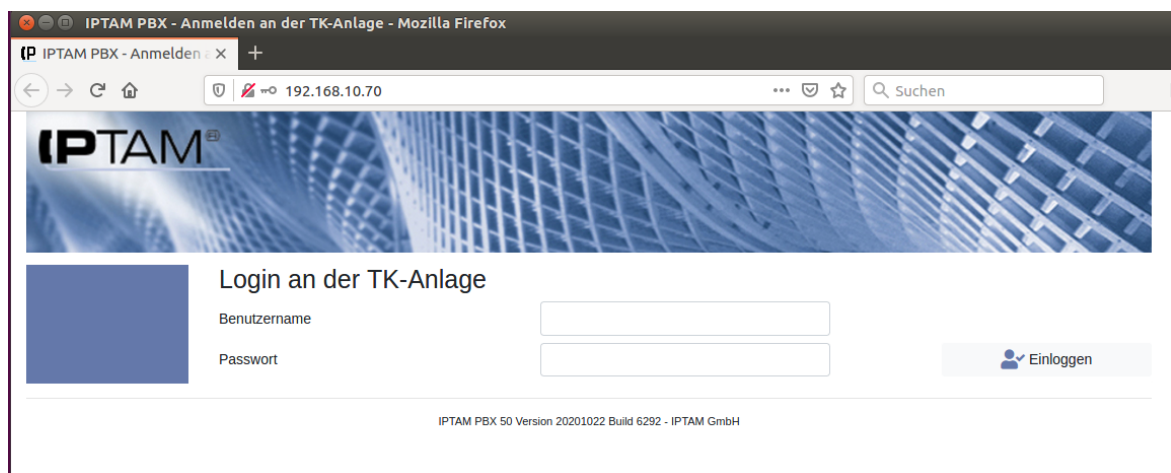 IPTAM PBX - Anmelden an der TK-Anlage - Mozilla Firefox
IPTAM PBX - Anmelden
192.168.10.70
Suchen
IPTAM®
Login an der TK-Anlage
Benutzername
Passwort
Einloggen
IPTAM PBX 50 Version 20201022 Build 6292 - IPTAM GmbH